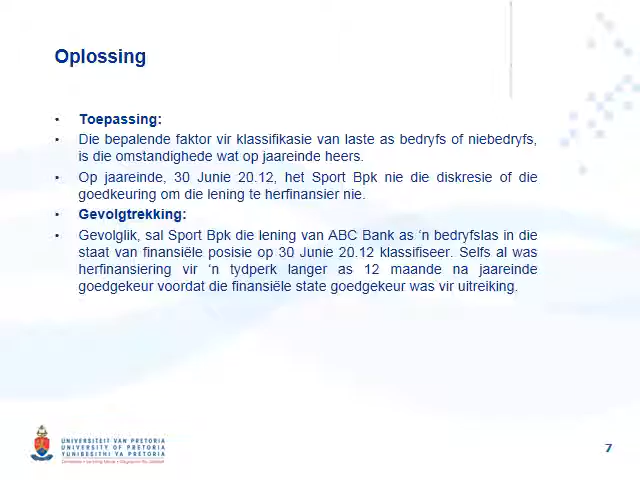 Oplossing
• Toepassing:
• Die bepalende faktor vir klassifikasie van laste as bedryfs of niebedryfs,
is die omstandighede wat op jaareinde heers.
• Op jaareinde, 30 Junie 20.12, het Sport Bpk nie die diskresie of die
goedkeuring om die lening te herfinansier nie.
• Gevolgtrekking:
• Gevolglik, sal Sport Bpk die lening van ABC Bank as ‘n bedryfslas in die
staat van finansiële posisie op 30 Junie 20.12 klassifiseer. Selfs al was
herfinansiering vir ‘n tydperk langer as 12 maande na jaareinde
goedgekeur voordat die finansiële state goedgekeur was vir uitreiking.
UNIVERSITEIT VAN PRETORIA
UNIVERSITY OF PRETORIA
YUNIBESITHI YA PRETORIA
7